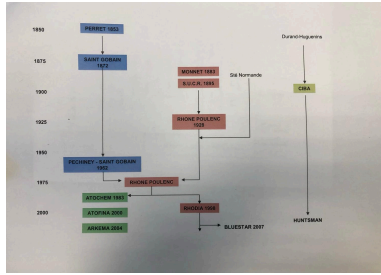 1850
PERRET 1853
Durand-Huguenins
1875
SAINT GOBAIN
1872
MONNET 1883
S.U.C.R. 1895
Sté Normande
1900
CIBA
1925
RHONE POULENC
1928
1950
PECHINEY - SAINT GOBAIN
1962
1975
RHONE POULENC
ATOCHEM 1983
2000
ATOFINA 2000
RHODIA 1998
HUNTSMAN
ARKEMA 2004
BLUESTAR 2007